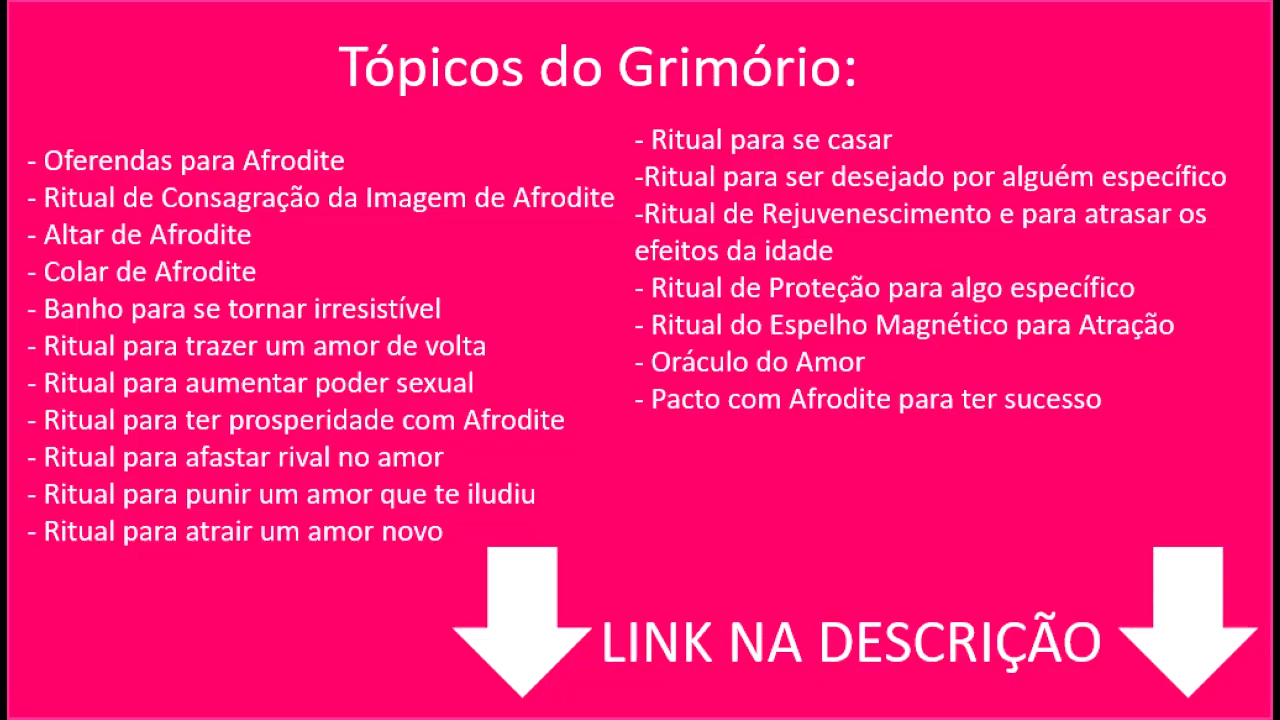 Tópicos do Grimório:
- Oferendas para Afrodite
- Ritual de Consagração da Imagem de Afrodite
- Altar de Afrodite
- Colar de Afrodite
- Banho para se tornar irresistível
- Ritual para trazer um amor de volta
- Ritual para aumentar poder sexual
- Ritual para ter prosperidade com Afrodite
- Ritual para afastar rival no amor
- Ritual para punir um amor que te iludiu
- Ritual para atrair um amor novo
- Ritual para se casar
-Ritual para ser desejado por alguém específico
-Ritual de Rejuvenescimento e para atrasar os
efeitos da idade
- Ritual de Proteção para algo específico
- Ritual do Espelho Magnético para Atração
- Oráculo do Amor
- Pacto com Afrodite para ter sucesso
LINK NA DESCRIÇÃO